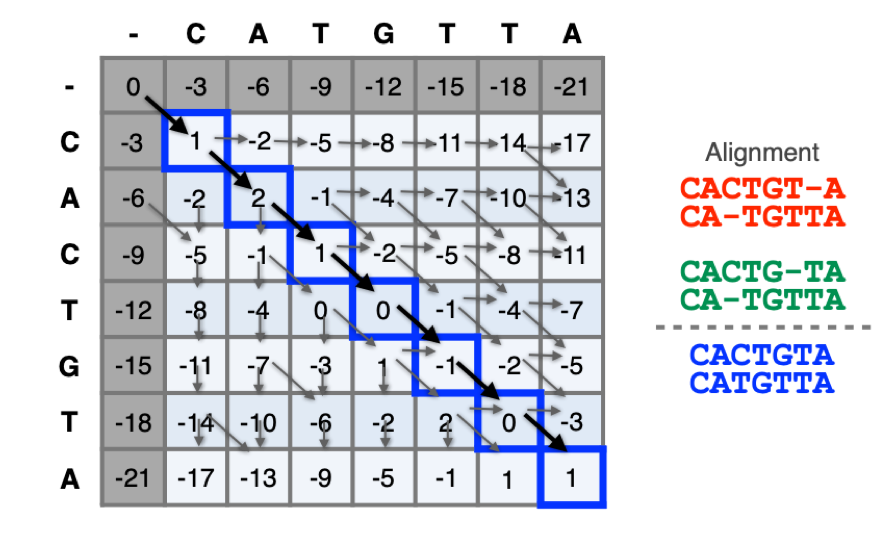 - C A T G T T A
- 0 -3 -6 -9 -12 -15 -18 -21
C -3 1 -2 -5 -8 -11 14 -17
A -6 -2 2 -1 -4 -7 -10 -13
C -9 -5 -1 1 -2 -5 -8 -11
T -12 -8 -4 0 0 -1 -4 -7
G -15 -11 -7 -3 1 -1 -2 -5
T -18 -14 -10 -6 -2 2 0 -3
A -21 -17 -13 -9 -5 -1 1 1
Alignment
CACTGT-A
CA-TGTTA
CACTG-TA
CA-TGTTA
CACTGTA
CATGTTA